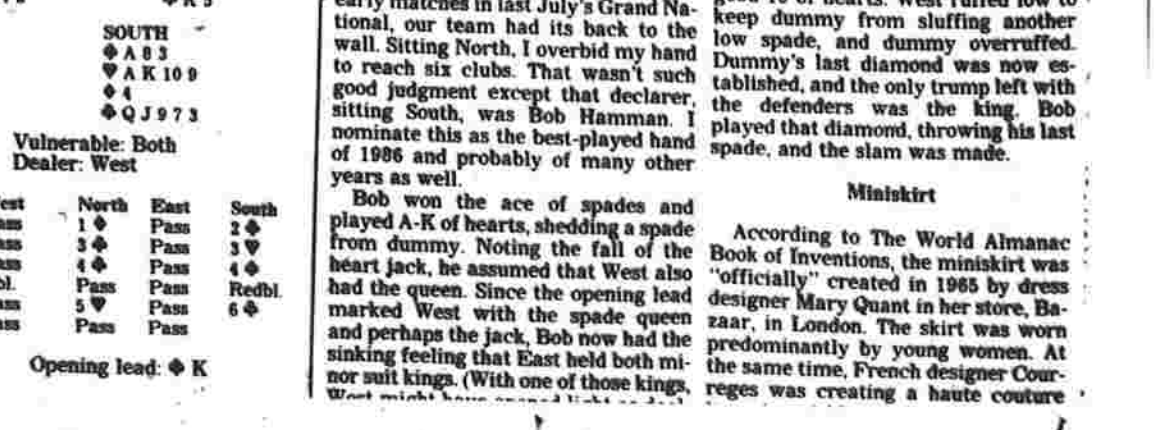 SOUTH
♠ A 8 3
♥ A K 10 9
♦ 4
♣ Q J 9 7 3
Vulnerable: Both
Dealer: West
North East South
1 ♦ Pass 2 ♣
3 ♣ Pass 3 ♥
4 Pass 4
Pass Pass Redbl.
5 ♥ Pass 6 ♣
Pass Pass
Opening lead: ♠ K
early matches in last July's Grand Na-
tional, our team had its back to the
wall. Sitting North, I overbid my hand
to reach six clubs. That wasn't such
good judgment except that declarer,
sitting South, was Bob Hamman. I
nominate this as the best-played hand
of 1986 and probably of many other
years as well.
Bob won the ace of spades and
played A-K of hearts, shedding a spade
from dummy. Noting the fall of the
heart jack, he assumed that West also
had the queen. Since the opening lead
marked West with the spade queen
and perhaps the jack, Bob now had the
sinking feeling that East held both mi-
nor suit kings. (With one of those kings,
West might have opened light
of hearts. West ruffed low to
keep dummy from sluffing another
low spade, and dummy overruffed.
Dummy's last diamond was now es-
tablished, and the only trump left with
the defenders was the king. Bob
played that diamond, throwing his last
spade, and the slam was made.
Miniskirt
According to The World Almanac
Book of Inventions, the miniskirt was
"officially" created in 1965 by dress
designer Mary Quant in her store, Ba-
zaar, in London. The skirt was worn
predominantly by young women. At
the same time, French designer Cour-
reges was creating a haute couture